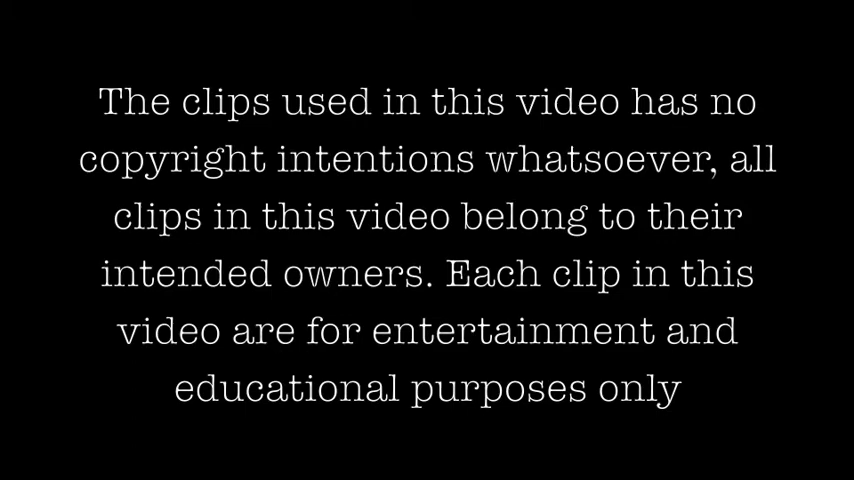 The clips used in this video has no
copyright intentions whatsoever, all
clips in this video belong to their
intended owners. Each clip in this
video are for entertainment and
educational purposes only